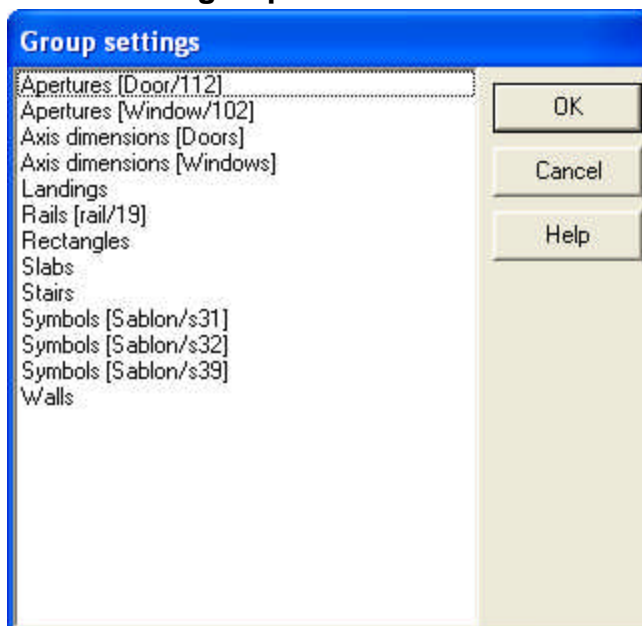 Group settings
Apertures [Door/112]
Apertures [Window/102]
Axis dimensions [Doors]
Axis dimensions [Windows]
Landings
Rails [rail/19]
Rectangles
Slabs
Stairs
Symbols [Sablon/s31]
Symbols [Sablon/s32]
Symbols [Sablon/s39]
Walls
OK
Cancel
Help